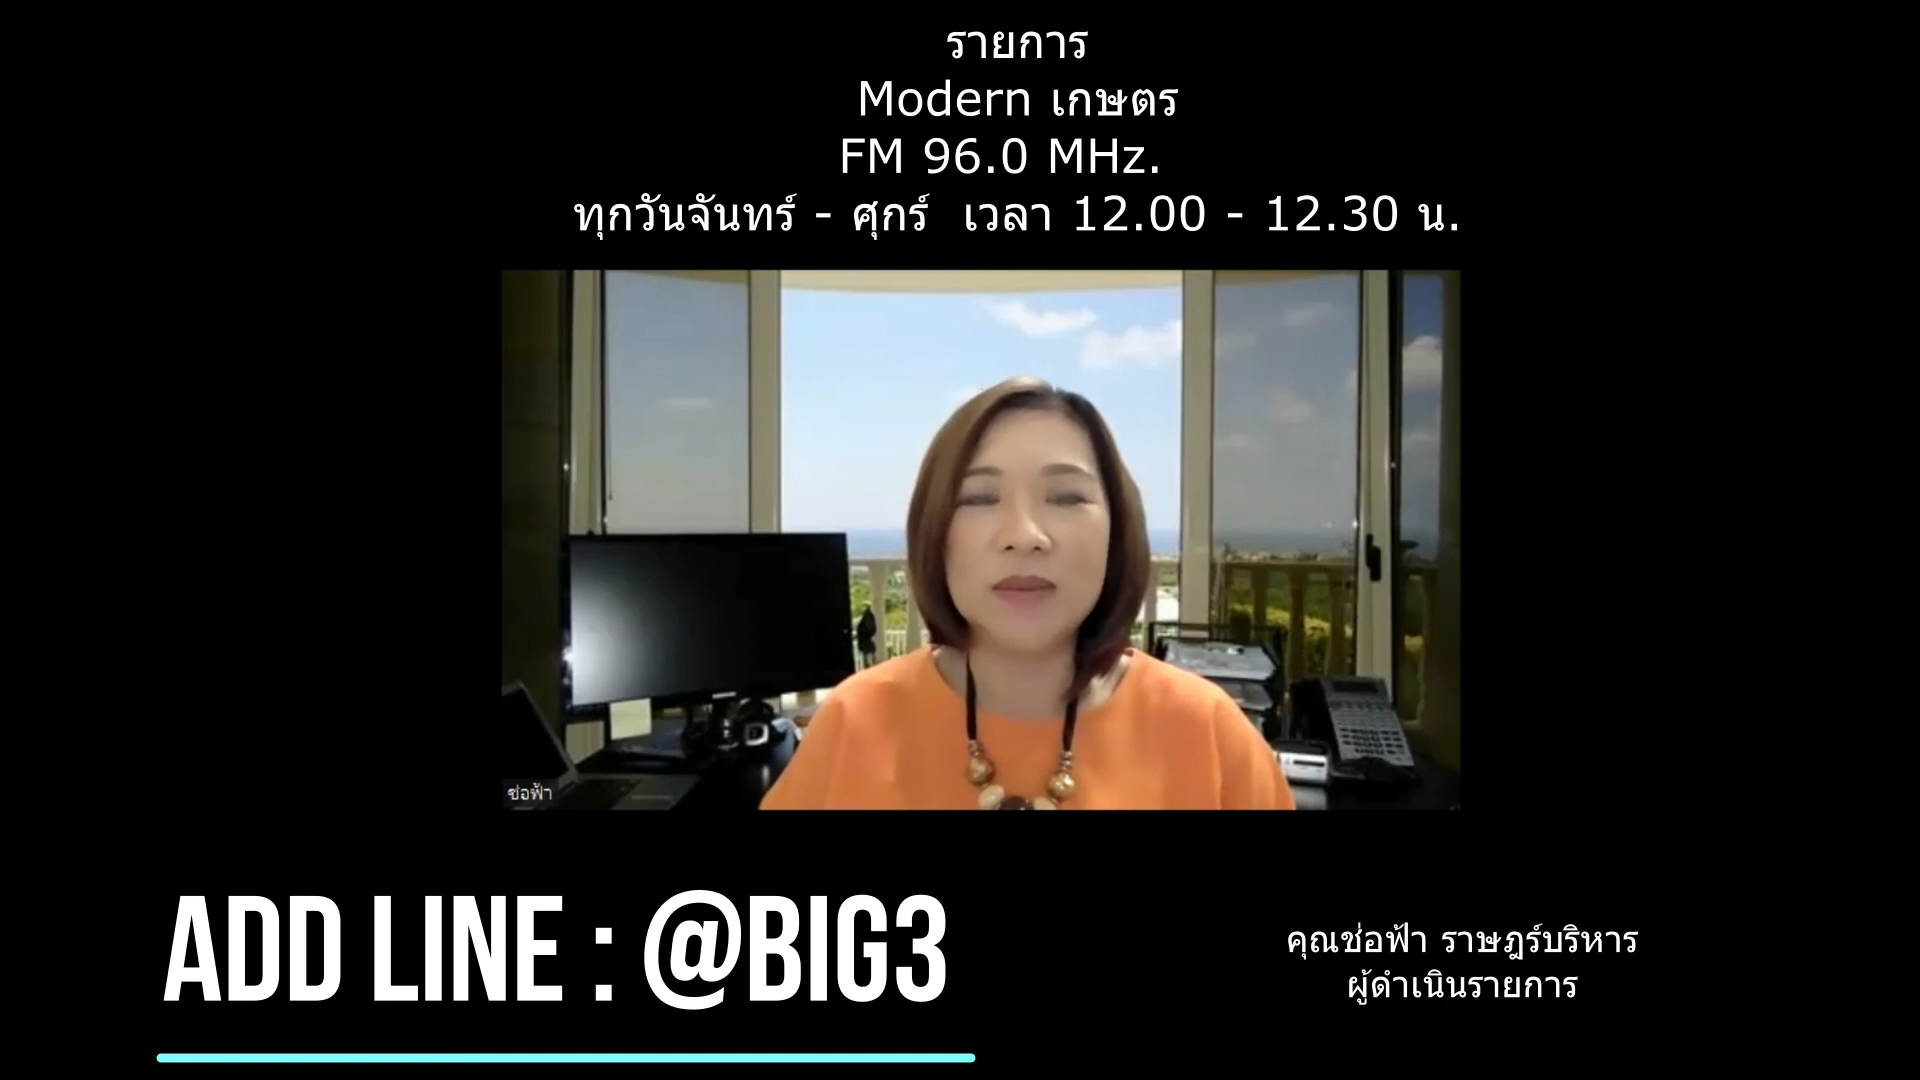 รายการ
Modern เกษตร
FM 96.0 MHz.
ทุกวันจันทร์ - ศุกร์ เวลา 12.00 - 12.30 น.
ช่อฟ้า
ADD LINE : @BIG3
คุณช่อฟ้า ราษฎร์บริหาร
ผู้ดำเนินรายการ